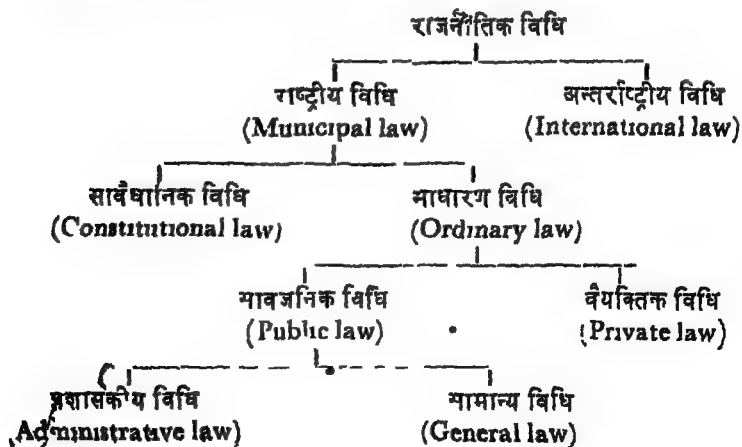 राजनीतिक विधि
राष्ट्रीय विधि अन्तर्राष्ट्रीय विधि
(Municipal law) (International law)
सावैधानिक विधि साधारण विधि
(Constitutional law) (Ordinary law)
सावजनिक विधि वैयक्तिक विधि
(Public law) (Private law)
प्रशासकीय विधि सामान्य विधि
(Administrative law) (General law)